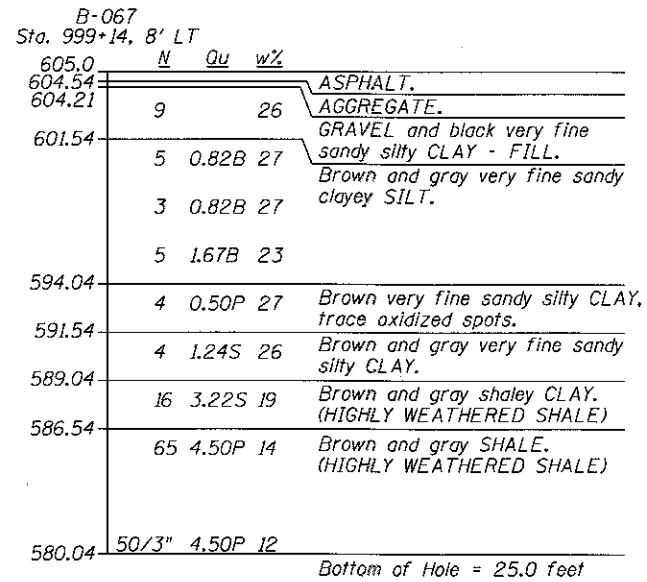 B-067
Sta. 999+14, 8' LT
N Qu w%
605.0
604.54 ASPHALT.
604.21 AGGREGATE.
9 26 GRAVEL and black very fine
601.54 sandy silty CLAY - FILL.
5 0.82B 27 Brown and gray very fine sandy
clayey SILT.
3 0.82B 27
5 1.67B 23
594.04
4 0.50P 27 Brown very fine sandy silty CLAY,
trace oxidized spots.
591.54
4 1.24S 26 Brown and gray very fine sandy
silty CLAY.
589.04
16 3.22S 19 Brown and gray shaley CLAY.
(HIGHLY WEATHERED SHALE)
586.54
65 4.50P 14 Brown and gray SHALE.
(HIGHLY WEATHERED SHALE)
50/3" 4.50P 12
580.04
Bottom of Hole = 25.0 feet